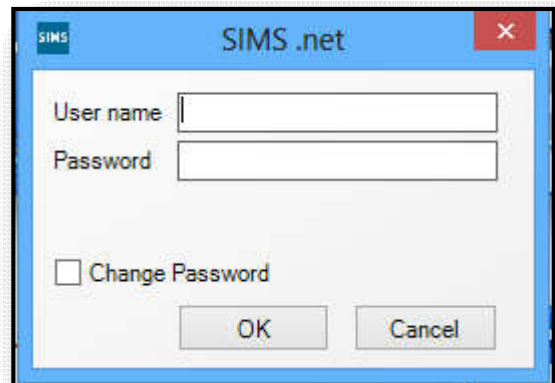 SIMS SIMS .net
User name
Password
Change Password
OK Cancel